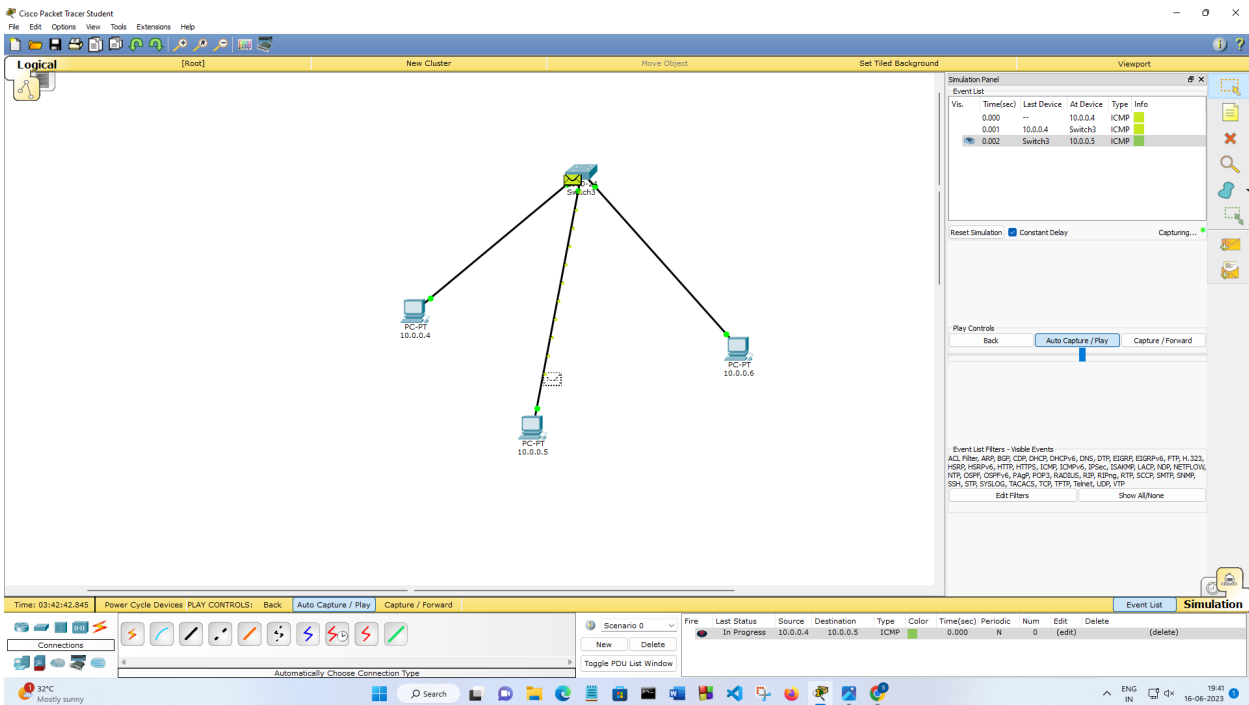 Cisco Packet Tracer Student
File Edit Options View Tools Extensions Help
Logical [Root] New Cluster Move Object Set Tiled Background Viewport
Simulation Panel
Event List
Vis. Time(sec) Last Device At Device Type Info
0.000 -- 10.0.0.4 ICMP
0.001 10.0.0.4 Switch3 ICMP
0.002 Switch3 10.0.0.5 ICMP
Reset Simulation Constant Delay Capturing...
Switch3
PC-PT
10.0.0.4
PC-PT
10.0.0.6
PC-PT
10.0.0.5
Play Controls
Back Auto Capture / Play Capture / Forward
Event List Filters - Visible Events
ACL Filter, ARP, BGP, CDP, DHCP, DHCPv6, DNS, DTP, EIGRP, EIGRPv6, FTP, H.323,
HSRP, HSRPv6, HTTP, HTTPS, ICMP, ICMPv6, IPSec, ISAKMP, LACP, NDP, NETFLOW,
NTP, OSPF, OSPFv6, PAgP, POP3, RADIUS, RIP, RIPng, RTP, SCCP, SMTP, SNMP,
SSH, STP, SYSLOG, TACACS, TCP, TFTP, Telnet, UDP, VTP
Edit Filters Show All/None
Time: 03:42:42.845 Power Cycle Devices PLAY CONTROLS: Back Auto Capture / Play Capture / Forward Event List Simulation
Connections
Automatically Choose Connection Type
Scenario 0
New Delete
Toggle PDU List Window
Fire Last Status Source Destination Type Color Time(sec) Periodic Num Edit Delete
In Progress 10.0.0.4 10.0.0.5 ICMP 0.000 N 0 (edit) (delete)
1 32°C
Mostly sunny
Search
ENG
IN
19:41
16-06-2023
1